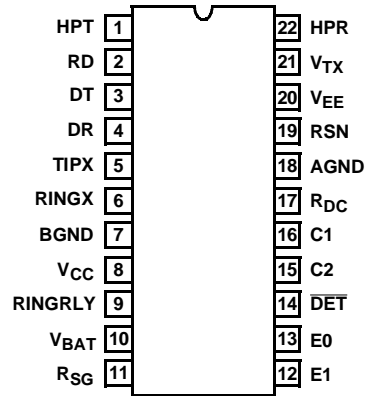 HPT 1 22 HPR
RD 2 21 VTX
DT 3 20 VEE
DR 4 19 RSN
TIPX 5 18 AGND
RINGX 6 17 RDC
BGND 7 16 C1
VCC 8 15 C2
RINGRLY 9 14 D̅E̅T̅
VBAT 10 13 E0
RSG 11 12 E1